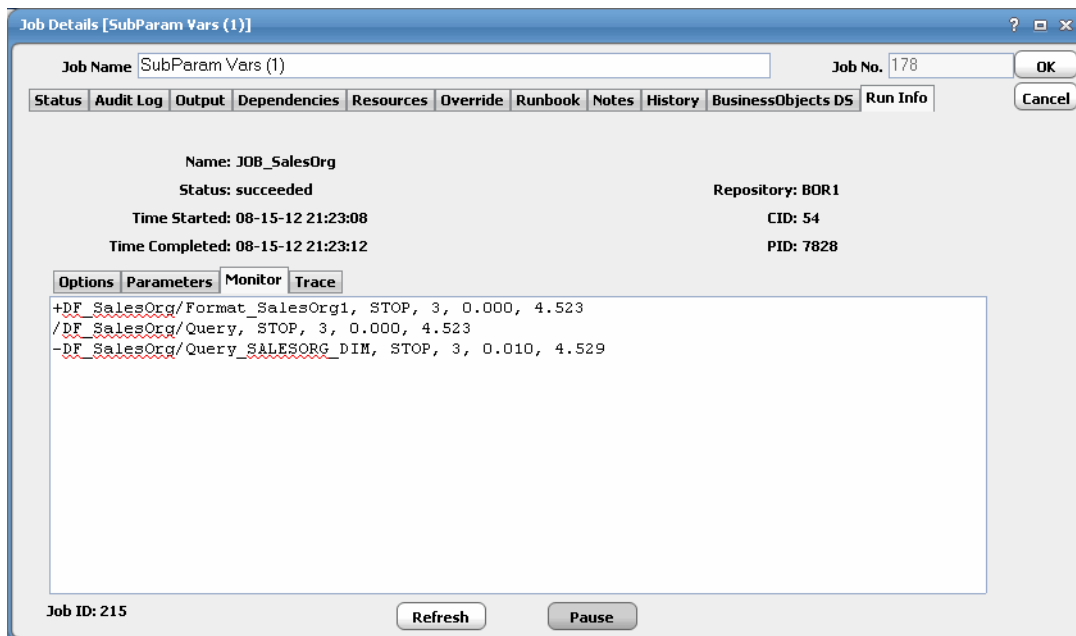 Job Details [SubParam Vars (1)] ?
Job Name SubParam Vars (1) Job No. 178 OK
Status Audit Log Output Dependencies Resources Override Runbook Notes History BusinessObjects DS Run Info Cancel
Name: JOB_SalesOrg
Status: succeeded Repository: BOR1
Time Started: 08-15-12 21:23:08 CID: 54
Time Completed: 08-15-12 21:23:12 PID: 7828
Options Parameters Monitor Trace
+DF_SalesOrg/Format_SalesOrg1, STOP, 3, 0.000, 4.523
/DF_SalesOrg/Query, STOP, 3, 0.000, 4.523
-DF_SalesOrg/Query_SALESORG_DIM, STOP, 3, 0.010, 4.529
Job ID: 215 Refresh Pause